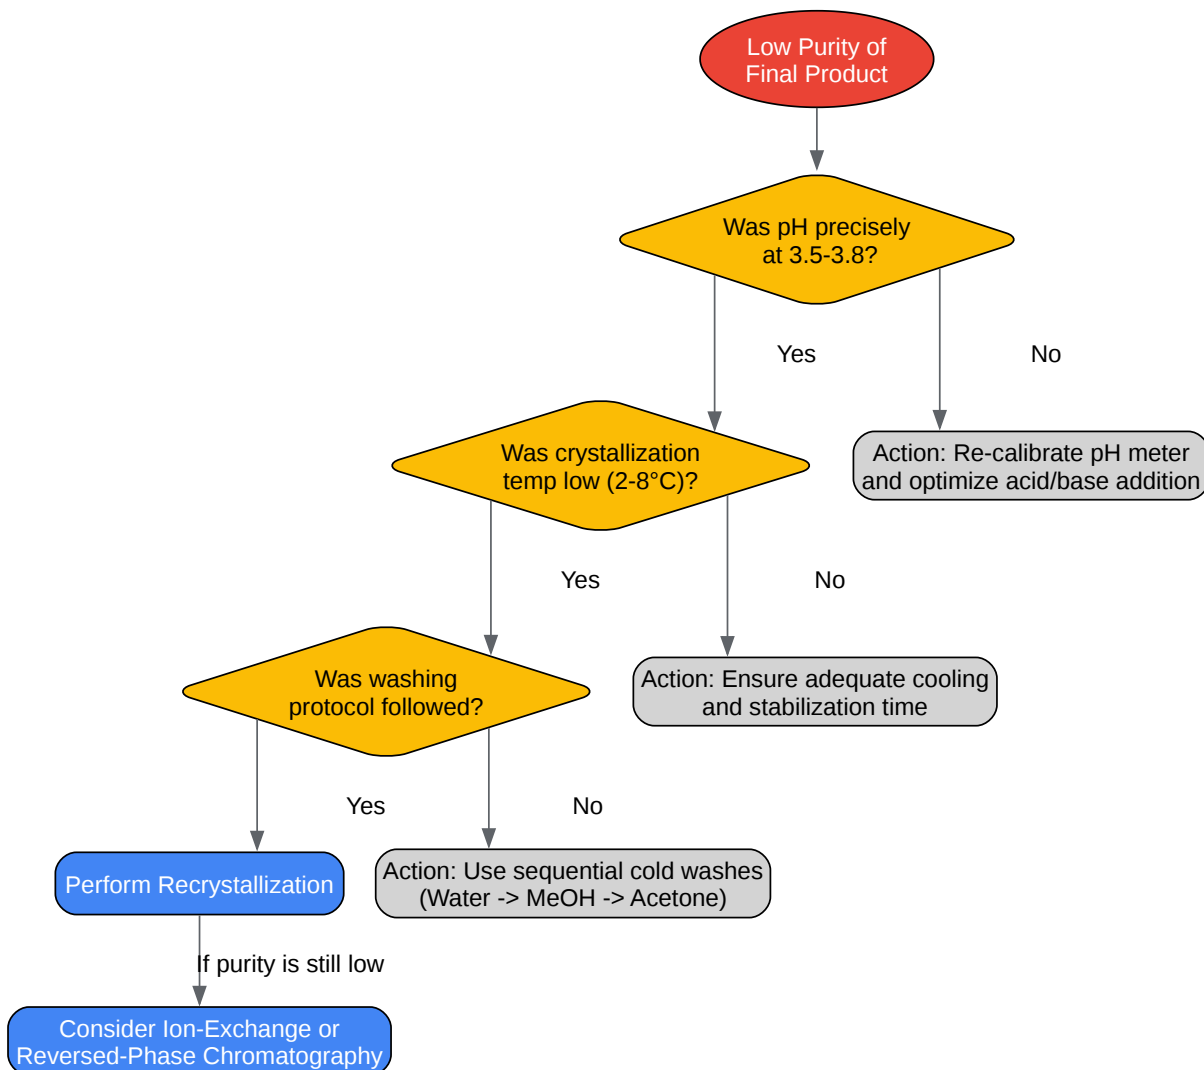 Low Purity of
Final Product
Was pH precisely
at 3.5-3.8?
Yes
No
Was crystallization
temp low (2-8°C)?
Action: Re-calibrate pH meter
and optimize acid/base addition
Yes
No
Was washing
protocol followed?
Action: Ensure adequate cooling
and stabilization time
Yes
No
Perform Recrystallization
Action: Use sequential cold washes
(Water -> MeOH -> Acetone)
If purity is still low
Consider Ion-Exchange or
Reversed-Phase Chromatography